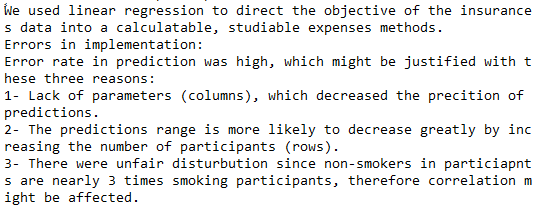 We used linear regression to direct the objective of the insurance
s data into a calculatable, studiable expenses methods.
Errors in implementation:
Error rate in prediction was high, which might be justified with t
hese three reasons:
1- Lack of parameters (columns), which decreased the precition of
predictions.
2- The predictions range is more likely to decrease greatly by inc
reasing the number of participants (rows).
3- There were unfair disturbution since non-smokers in particiapnt
s are nearly 3 times smoking participants, therefore correlation m
ight be affected.